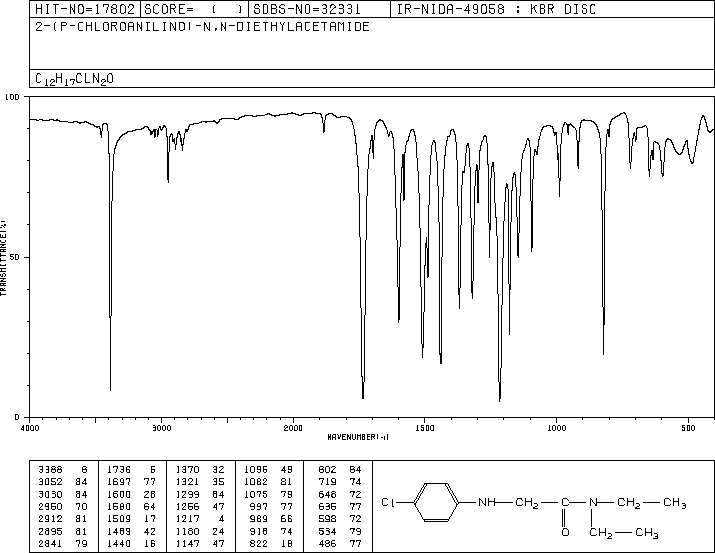 HIT-NO=17802 SCORE= ( ) SDBS-NO=32331 IR-NIDA-49058 : KBR DISC
2-(P-CHLOROANILINO)-N,N-DIETHYLACETAMIDE
C12H17CLN2O
100
TRANSMITTANCE(%)
50
0
4000 3000 2000 1500 1000 500
WAVENUMBER(-1)
3388 8 1736 5 1370 32 1096 49 802 84
3052 84 1697 77 1321 35 1082 81 719 74
3030 84 1600 28 1299 64 1075 79 648 72
2960 70 1580 64 1256 47 997 77 635 77
2912 81 1509 17 1217 4 989 66 598 72
2895 81 1489 42 1180 24 918 74 534 79
2841 79 1440 16 1147 47 822 18 486 77
Cl NH CH2 C N CH2 CH3
O CH2 CH3